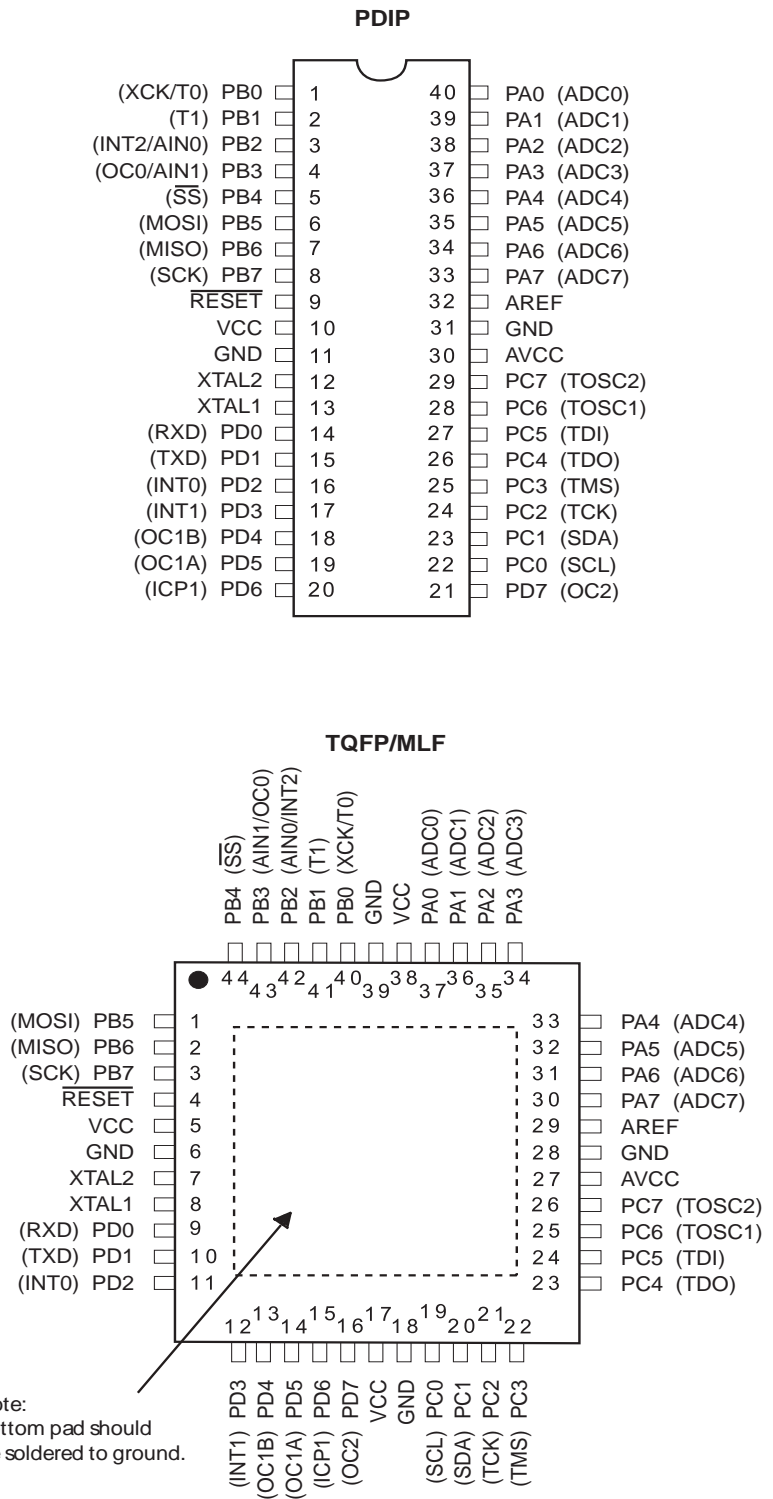 PDIP
(XCK/T0) PB0 1 40 PA0 (ADC0)
(T1) PB1 2 39 PA1 (ADC1)
(INT2/AIN0) PB2 3 38 PA2 (ADC2)
(OC0/AIN1) PB3 4 37 PA3 (ADC3)
(SS) PB4 5 36 PA4 (ADC4)
(MOSI) PB5 6 35 PA5 (ADC5)
(MISO) PB6 7 34 PA6 (ADC6)
(SCK) PB7 8 33 PA7 (ADC7)
RESET 9 32 AREF
VCC 10 31 GND
GND 11 30 AVCC
XTAL2 12 29 PC7 (TOSC2)
XTAL1 13 28 PC6 (TOSC1)
(RXD) PD0 14 27 PC5 (TDI)
(TXD) PD1 15 26 PC4 (TDO)
(INT0) PD2 16 25 PC3 (TMS)
(INT1) PD3 17 24 PC2 (TCK)
(OC1B) PD4 18 23 PC1 (SDA)
(OC1A) PD5 19 22 PC0 (SCL)
(ICP1) PD6 20 21 PD7 (OC2)
TQFP/MLF
PB4 (SS)
PB3 (AIN1/OC0)
PB2 (AIN0/INT2)
PB1 (T1)
PB0 (XCK/T0)
GND
VCC
PA0 (ADC0)
PA1 (ADC1)
PA2 (ADC2)
PA3 (ADC3)
44 43 42 41 40 39 38 37 36 35 34
(MOSI) PB5 1 33 PA4 (ADC4)
(MISO) PB6 2 32 PA5 (ADC5)
(SCK) PB7 3 31 PA6 (ADC6)
RESET 4 30 PA7 (ADC7)
VCC 5 29 AREF
GND 6 28 GND
XTAL2 7 27 AVCC
XTAL1 8 26 PC7 (TOSC2)
(RXD) PD0 9 25 PC6 (TOSC1)
(TXD) PD1 10 24 PC5 (TDI)
(INT0) PD2 11 23 PC4 (TDO)
12 13 14 15 16 17 18 19 20 21 22
(INT1) PD3
(OC1B) PD4
(OC1A) PD5
(ICP1) PD6
(OC2) PD7
VCC
GND
(SCL) PC0
(SDA) PC1
(TCK) PC2
(TMS) PC3
ote:
ttom pad should
e soldered to ground.